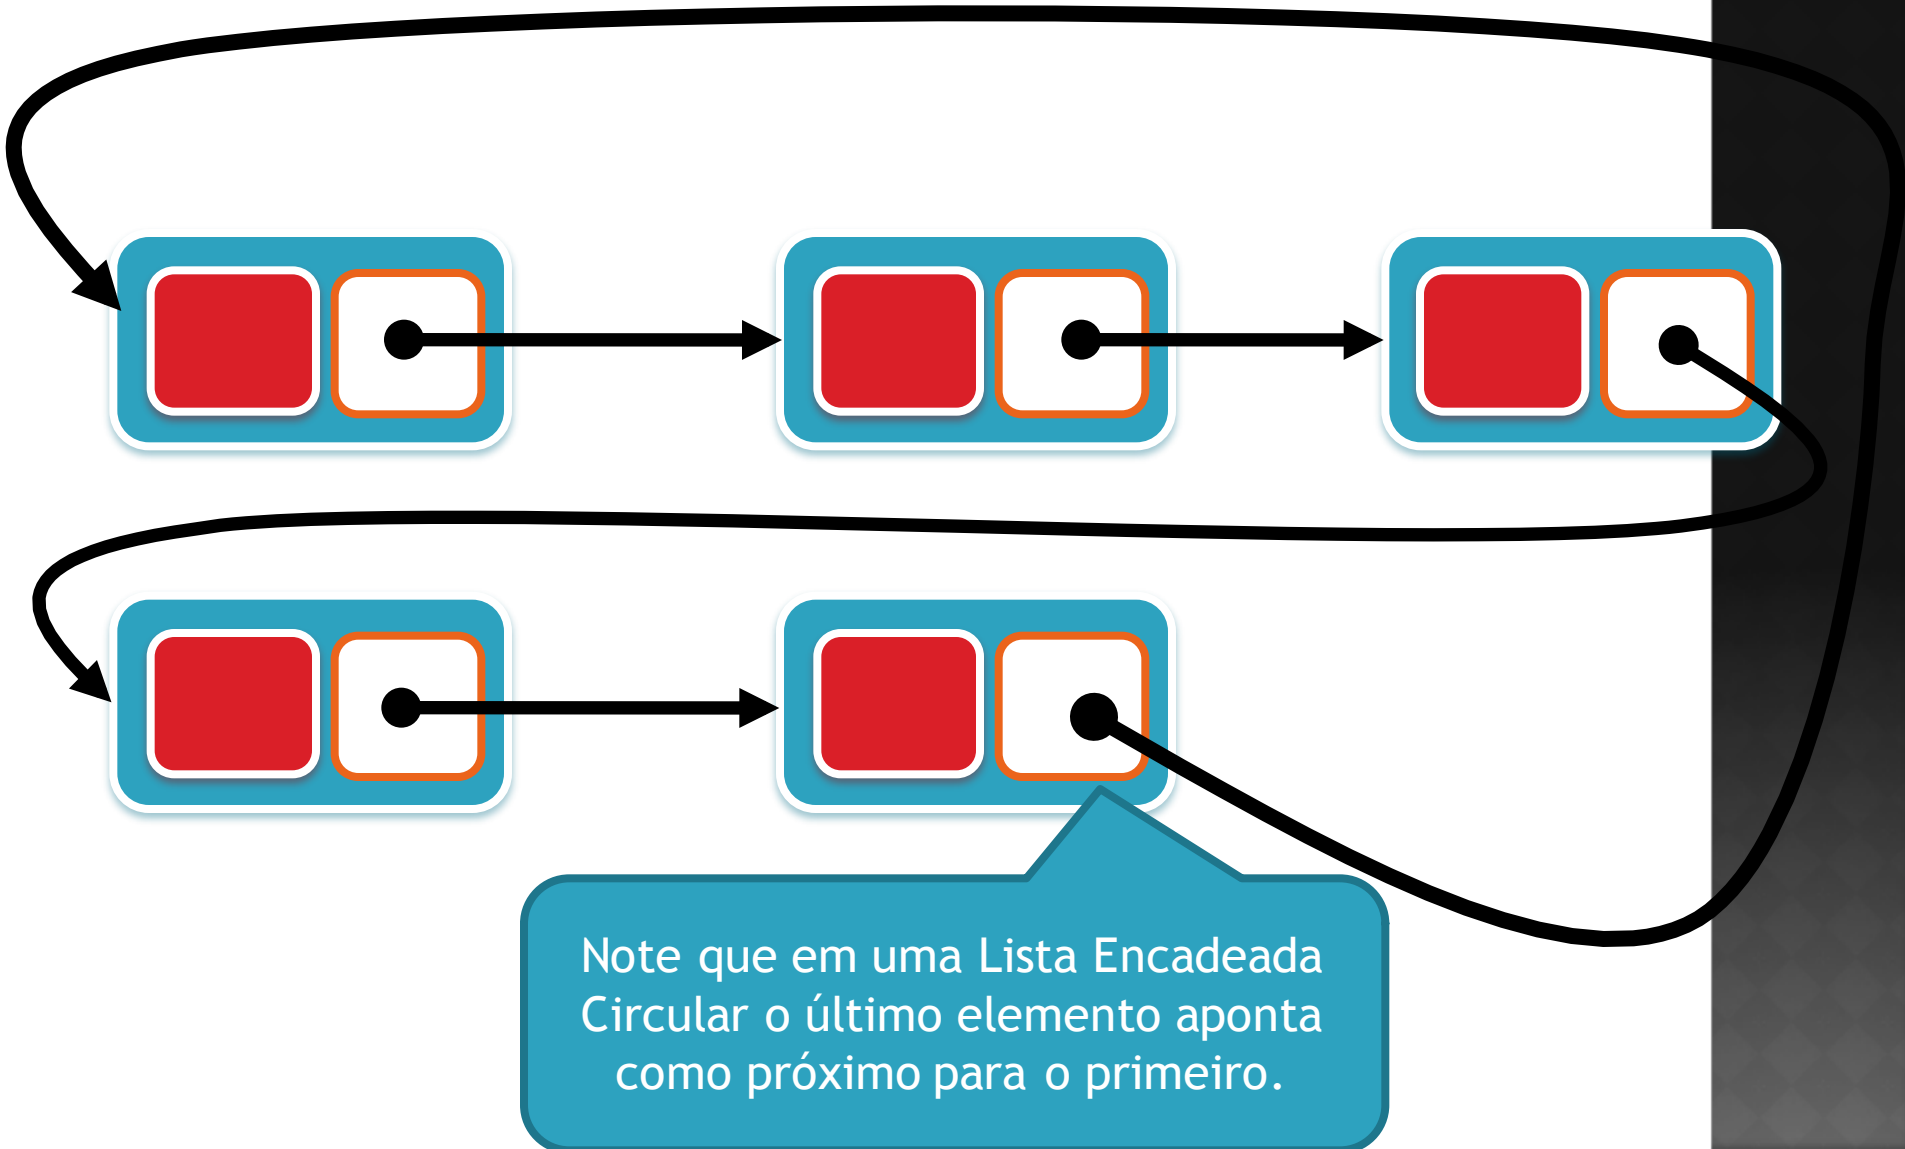 Note que em uma Lista Encadeada
Circular o último elemento aponta
como próximo para o primeiro.